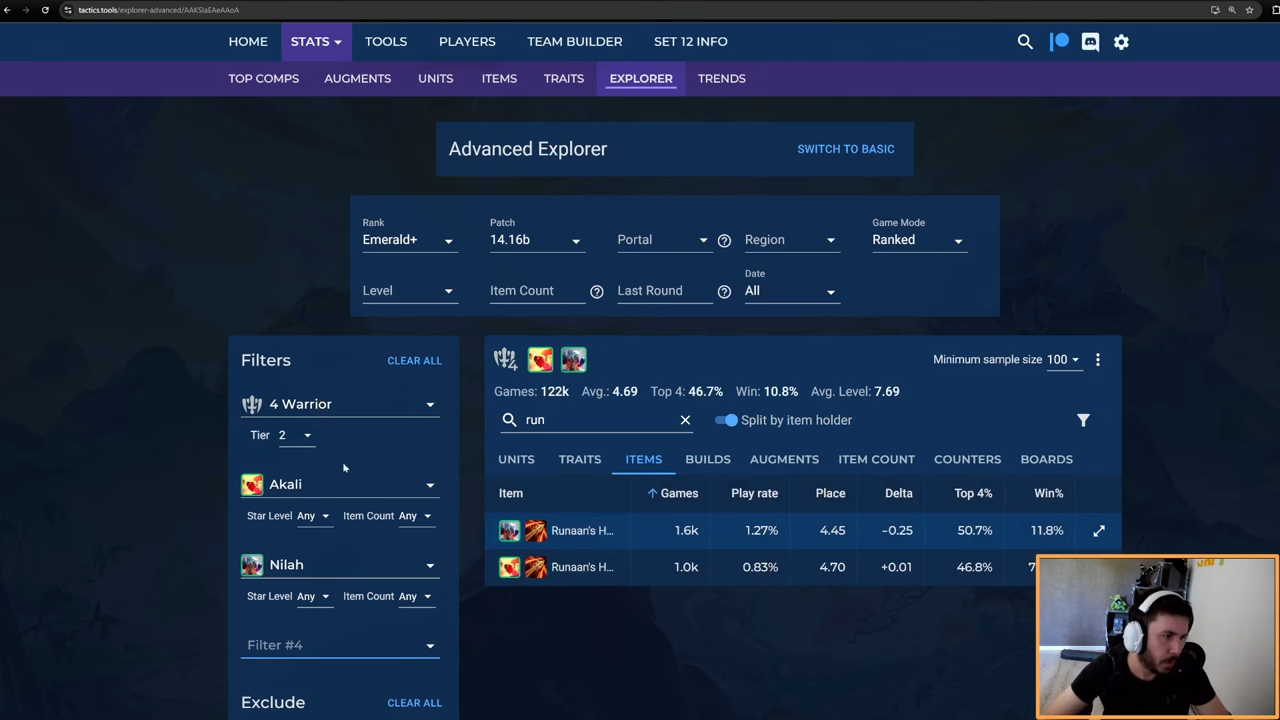 tactics.tools/explorer-advanced/AAKSlaEAeAAoA
HOME STATS TOOLS PLAYERS TEAM BUILDER SET 12 INFO
TOP COMPS AUGMENTS UNITS ITEMS TRAITS EXPLORER TRENDS
Advanced Explorer SWITCH TO BASIC
Rank Patch Game Mode
Emerald+ 14.16b Portal Region Ranked
Date
Level Item Count Last Round All
Filters CLEAR ALL
4 Warrior
Tier 2
Akali
Star Level Any Item Count Any
Nilah
Star Level Any Item Count Any
Filter #4
Exclude CLEAR ALL
4 Minimum sample size 100
Games: 122k Avg.: 4.69 Top 4: 46.7% Win: 10.8% Avg. Level: 7.69
run Split by item holder
UNITS TRAITS ITEMS BUILDS AUGMENTS ITEM COUNT COUNTERS BOARDS
Item Games Play rate Place Delta Top 4% Win%
Runaan's H... 1.6k 1.27% 4.45 −0.25 50.7% 11.8%
Runaan's H... 1.0k 0.83% 4.70 +0.01 46.8%